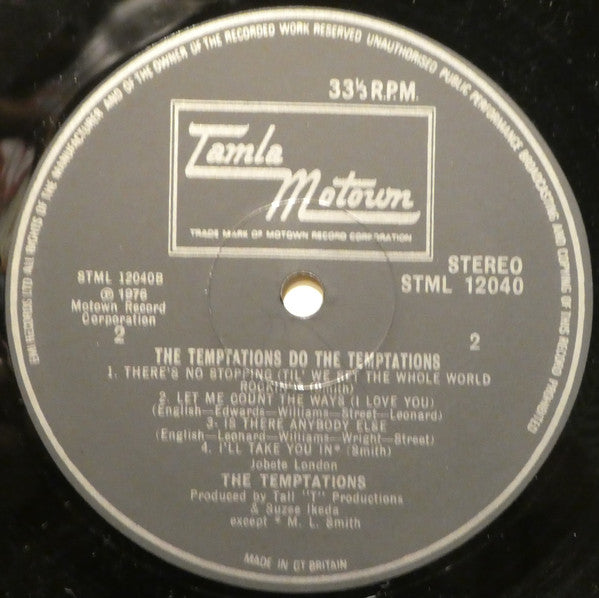 EMI RECORDS LTD ALL RIGHTS OF THE MANUFACTURER AND OF THE OWNER OF THE RECORDED WORK RESERVED UNAUTHORISED PUBLIC PERFORMANCE BROADCASTING AND COPYING OF THIS RECORD PROHIBITED
33⅓ R.P.M.
Tamla
Motown
TRADE MARK OF MOTOWN RECORD CORPORATION
STEREO
STML 12040
STML 12040B
Ⓟ 1976
Motown Record
Corporation
2
2
THE TEMPTATIONS DO THE TEMPTATIONS
1. THERE'S NO STOPPING (TIL' WE SET THE WHOLE WORLD
ROCKIN' (Smith)
2. LET ME COUNT THE WAYS (I LOVE YOU)
(English—Edwards—Williams—Street—Leonard)
3. IS THERE ANYBODY ELSE
(English—Leonard—Williams—Wright—Street)
4. I'LL TAKE YOU IN* (Smith)
Jobete London
THE TEMPTATIONS
Produced by Tall "T" Productions
& Suzee Ikeda
except * M. L. Smith
MADE IN GT BRITAIN